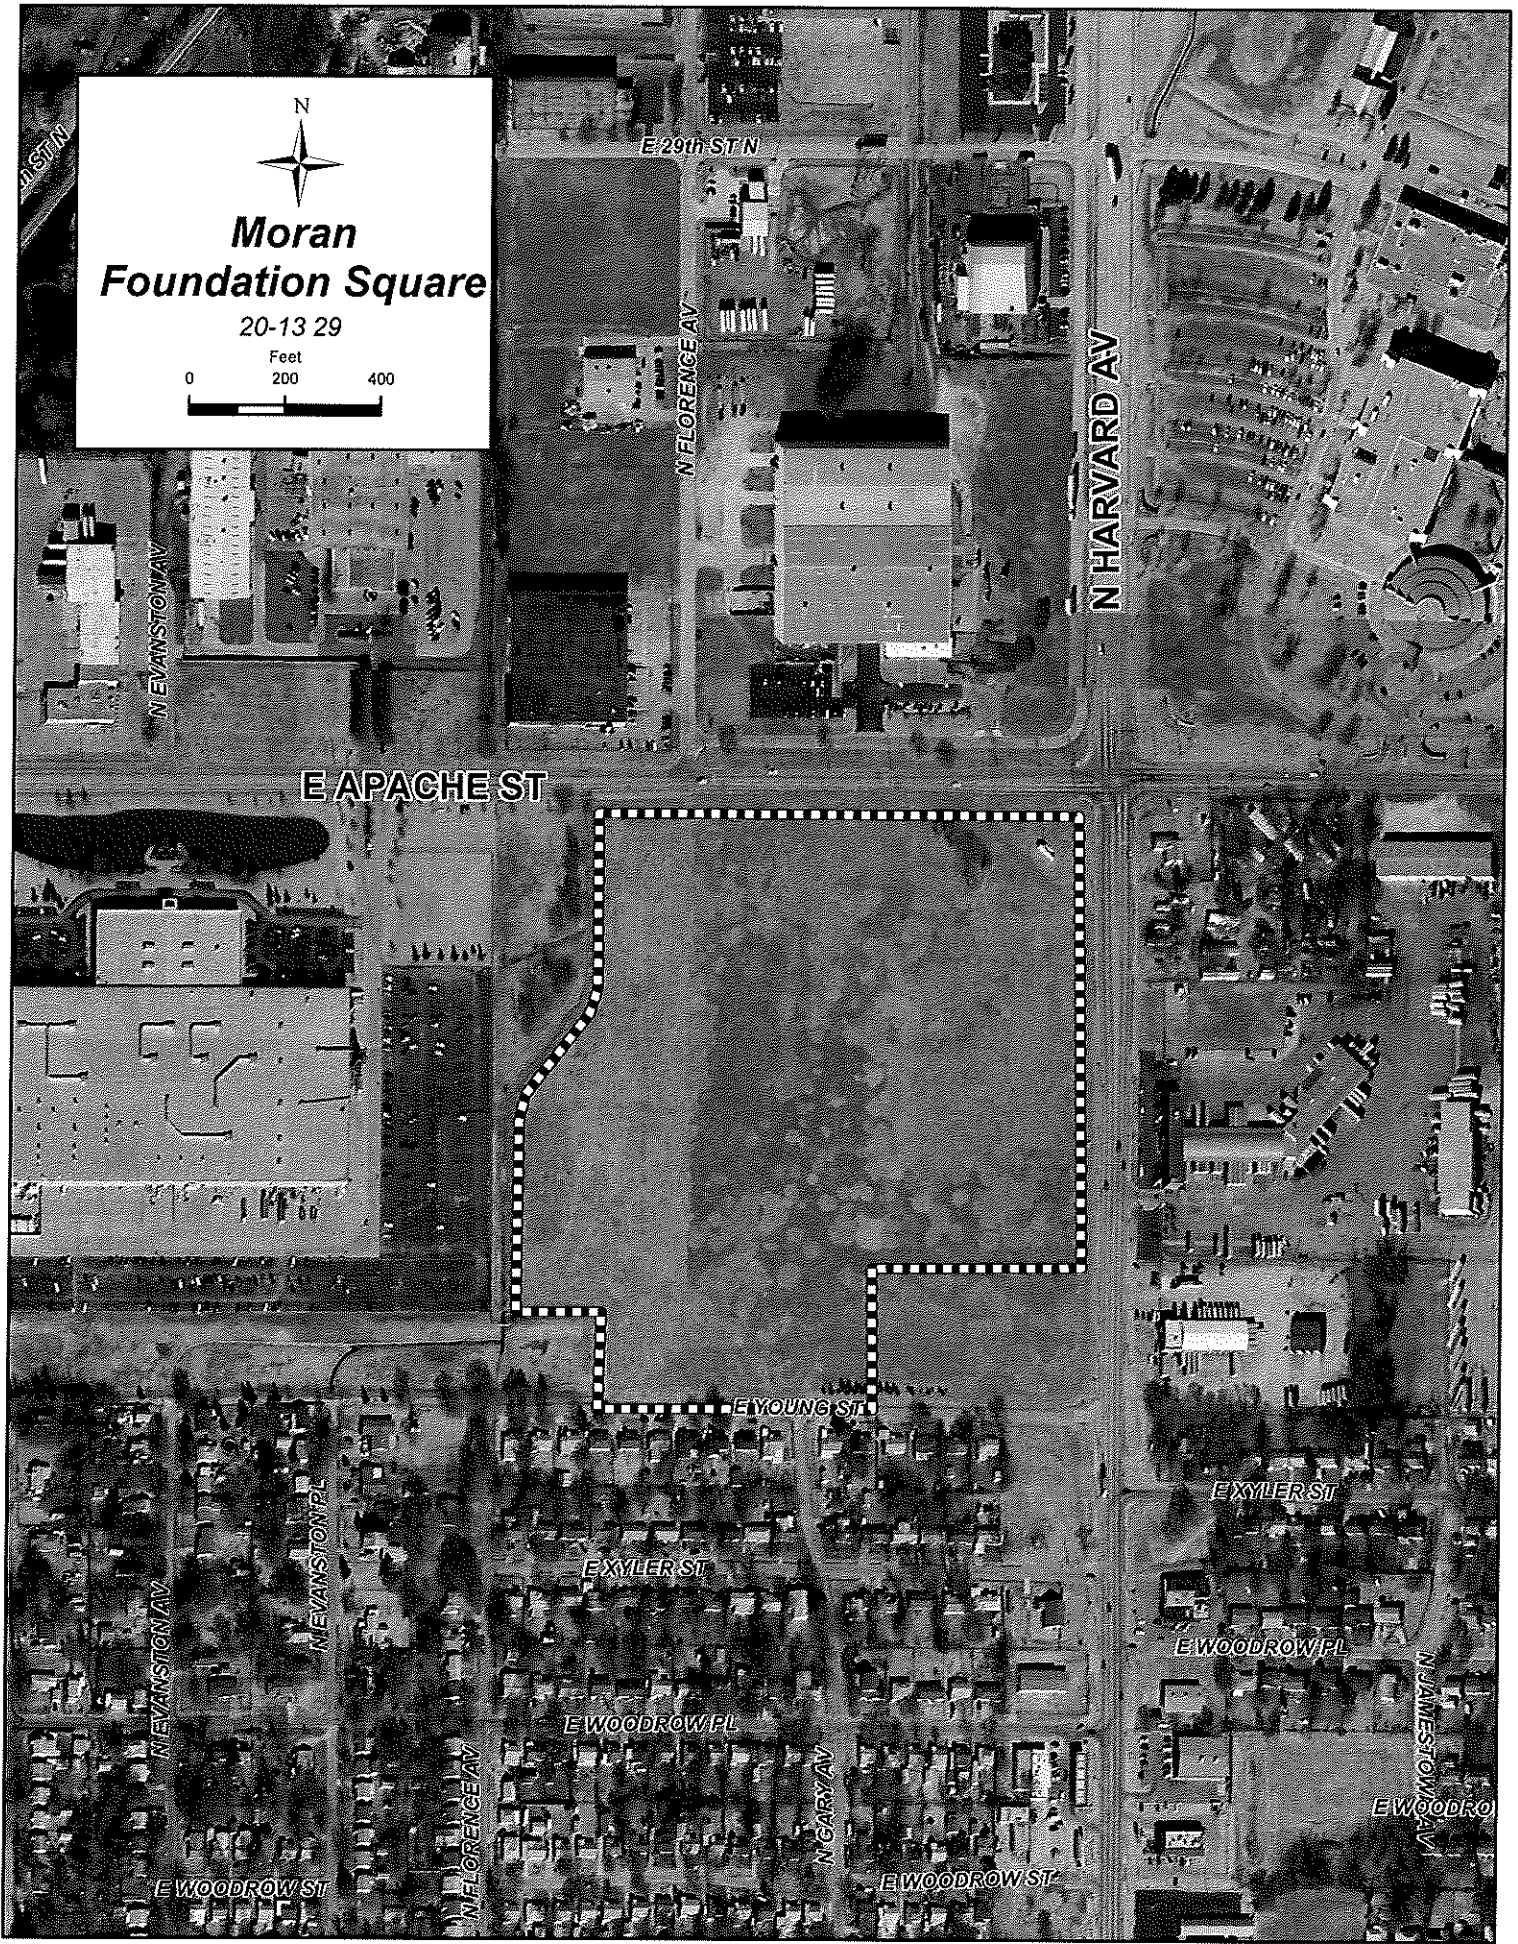 N
E 29th ST N
Moran
Foundation Square
20-13 29
Feet
0 200 400
N FLORENCE AV
N HARVARD AV
N EVANSTON AV
E APACHE ST
E YOUNG ST
E XYLER ST
E XYLER ST
N EVANSTON PL
N EVANSTON AV
E WOODROW PL
E WOODROW PL
N JAMESTOWN AV
N FLORENCE AV
N GARY AV
E WOODRO
E WOODROW ST
E WOODROW ST